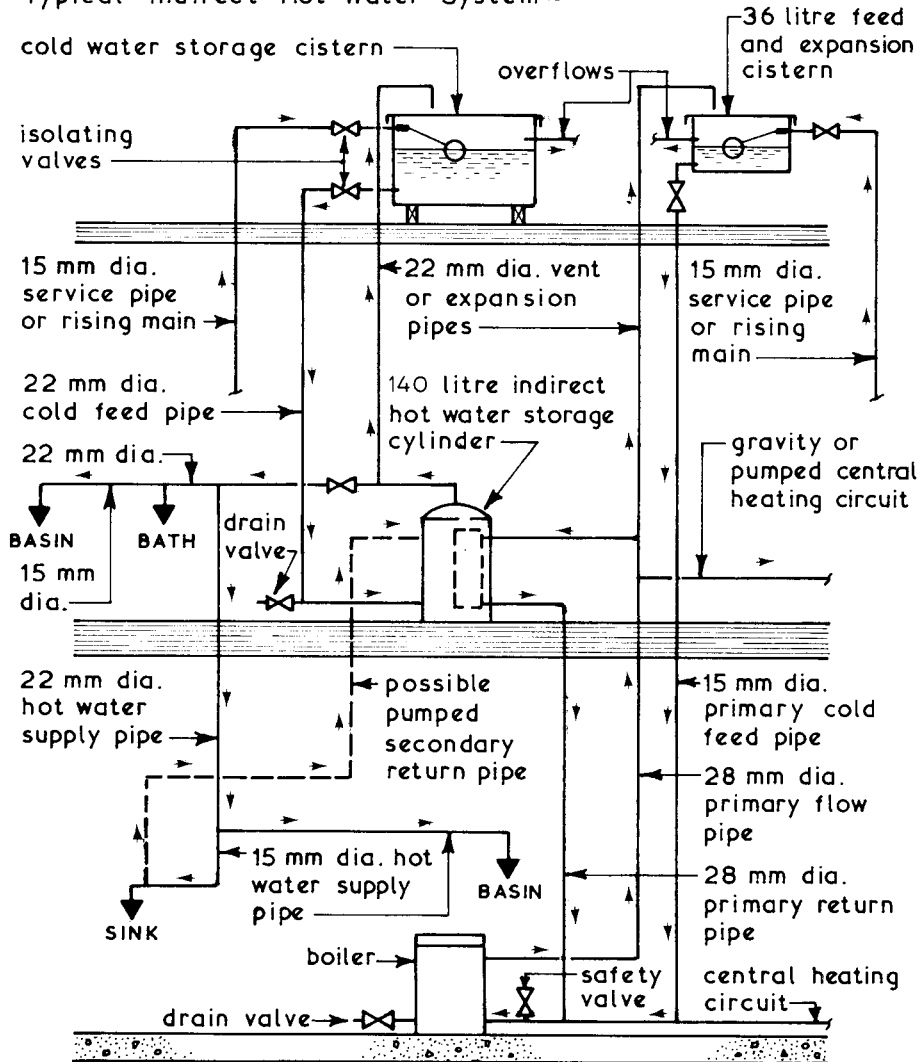 Typical Indirect Hot Water System
cold water storage cistern
36 litre feed
and expansion
cistern
overflows
isolating
valves
15 mm dia.
service pipe
or rising main
22 mm dia. vent
or expansion
pipes
15 mm dia.
service pipe
or rising
main
22 mm dia.
cold feed pipe
140 litre indirect
hot water storage
cylinder
22 mm dia.
gravity or
pumped central
heating circuit
drain
valve
BASIN
BATH
15 mm
dia.
22 mm dia.
hot water
supply pipe
possible
pumped
secondary
return pipe
15 mm dia.
primary cold
feed pipe
28 mm dia.
primary flow
pipe
15 mm dia. hot
water supply
pipe
BASIN
28 mm dia.
primary return
pipe
SINK
boiler
safety
valve
central heating
circuit
drain valve